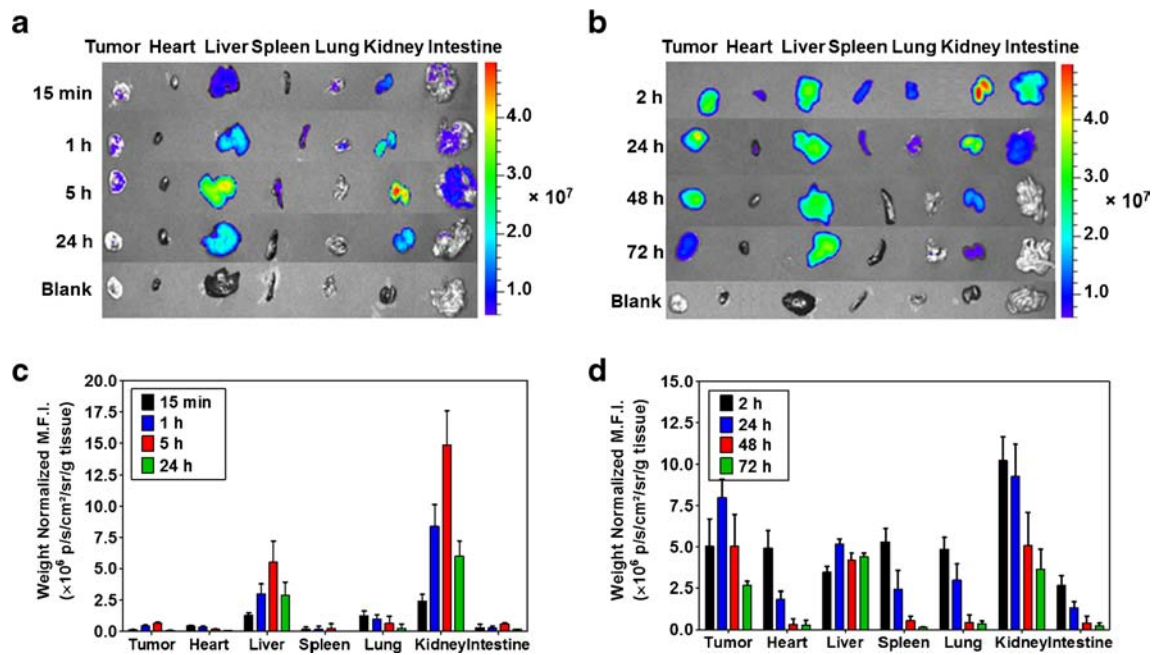 a
Tumor Heart Liver Spleen Lung Kidney Intestine
15 min
1 h
5 h
24 h
Blank
4.0
3.0
2.0
1.0
× 10⁷
b
Tumor Heart Liver Spleen Lung Kidney Intestine
2 h
24 h
48 h
72 h
Blank
4.0
3.0
2.0
1.0
× 10⁷
c
Weight Normalized M.F.I.
(×10⁶ p/s/cm²/sr/g tissue)
20.0
17.5
15.0
12.5
10.0
7.5
5.0
2.5
0.0
15 min
1 h
5 h
24 h
Tumor Heart Liver Spleen Lung Kidney Intestine
d
Weight Normalized M.F.I.
(×10⁶ p/s/cm²/sr/g tissue)
15.0
12.5
10.0
7.5
5.0
2.5
0.0
2 h
24 h
48 h
72 h
Tumor Heart Liver Spleen Lung Kidney Intestine